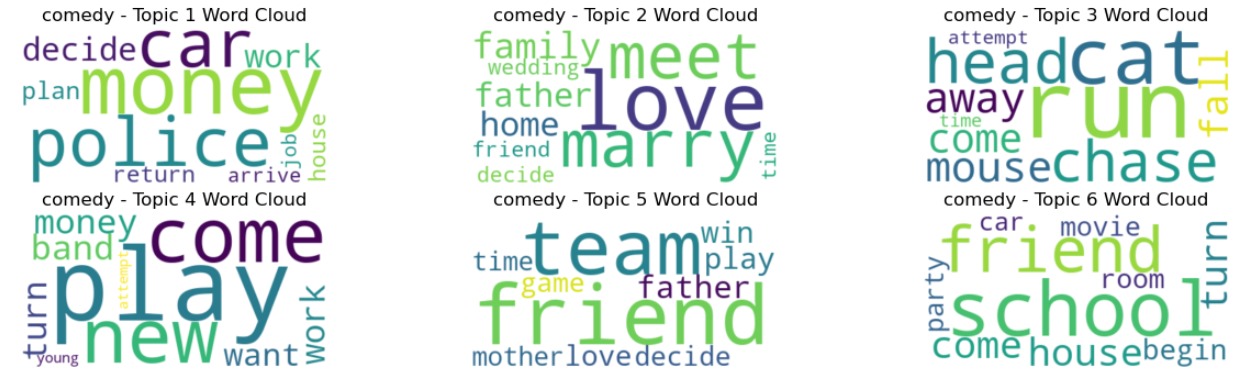 comedy - Topic 1 Word Cloud
decide car work
plan money
police
return arrive job house
comedy - Topic 2 Word Cloud
family meet
wedding
father love
home
friend marry time
decide
comedy - Topic 3 Word Cloud
attempt
head cat
away run fall
time
come
mouse chase
comedy - Topic 4 Word Cloud
money come
band
attempt
turn play work
young new want
comedy - Topic 5 Word Cloud
time team win
play
game father
friend
mother love decide
comedy - Topic 6 Word Cloud
car movie
friend turn
party room
school
come house begin